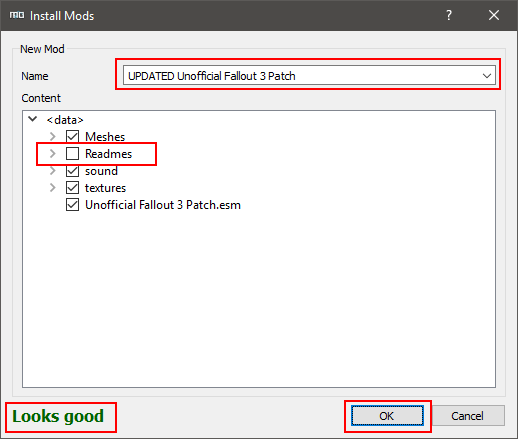 Install Mods
New Mod
Name
UPDATED Unofficial Fallout 3 Patch
Content
<data>
Meshes
Readmes
sound
textures
Unofficial Fallout 3 Patch.esm
Looks good
OK
Cancel